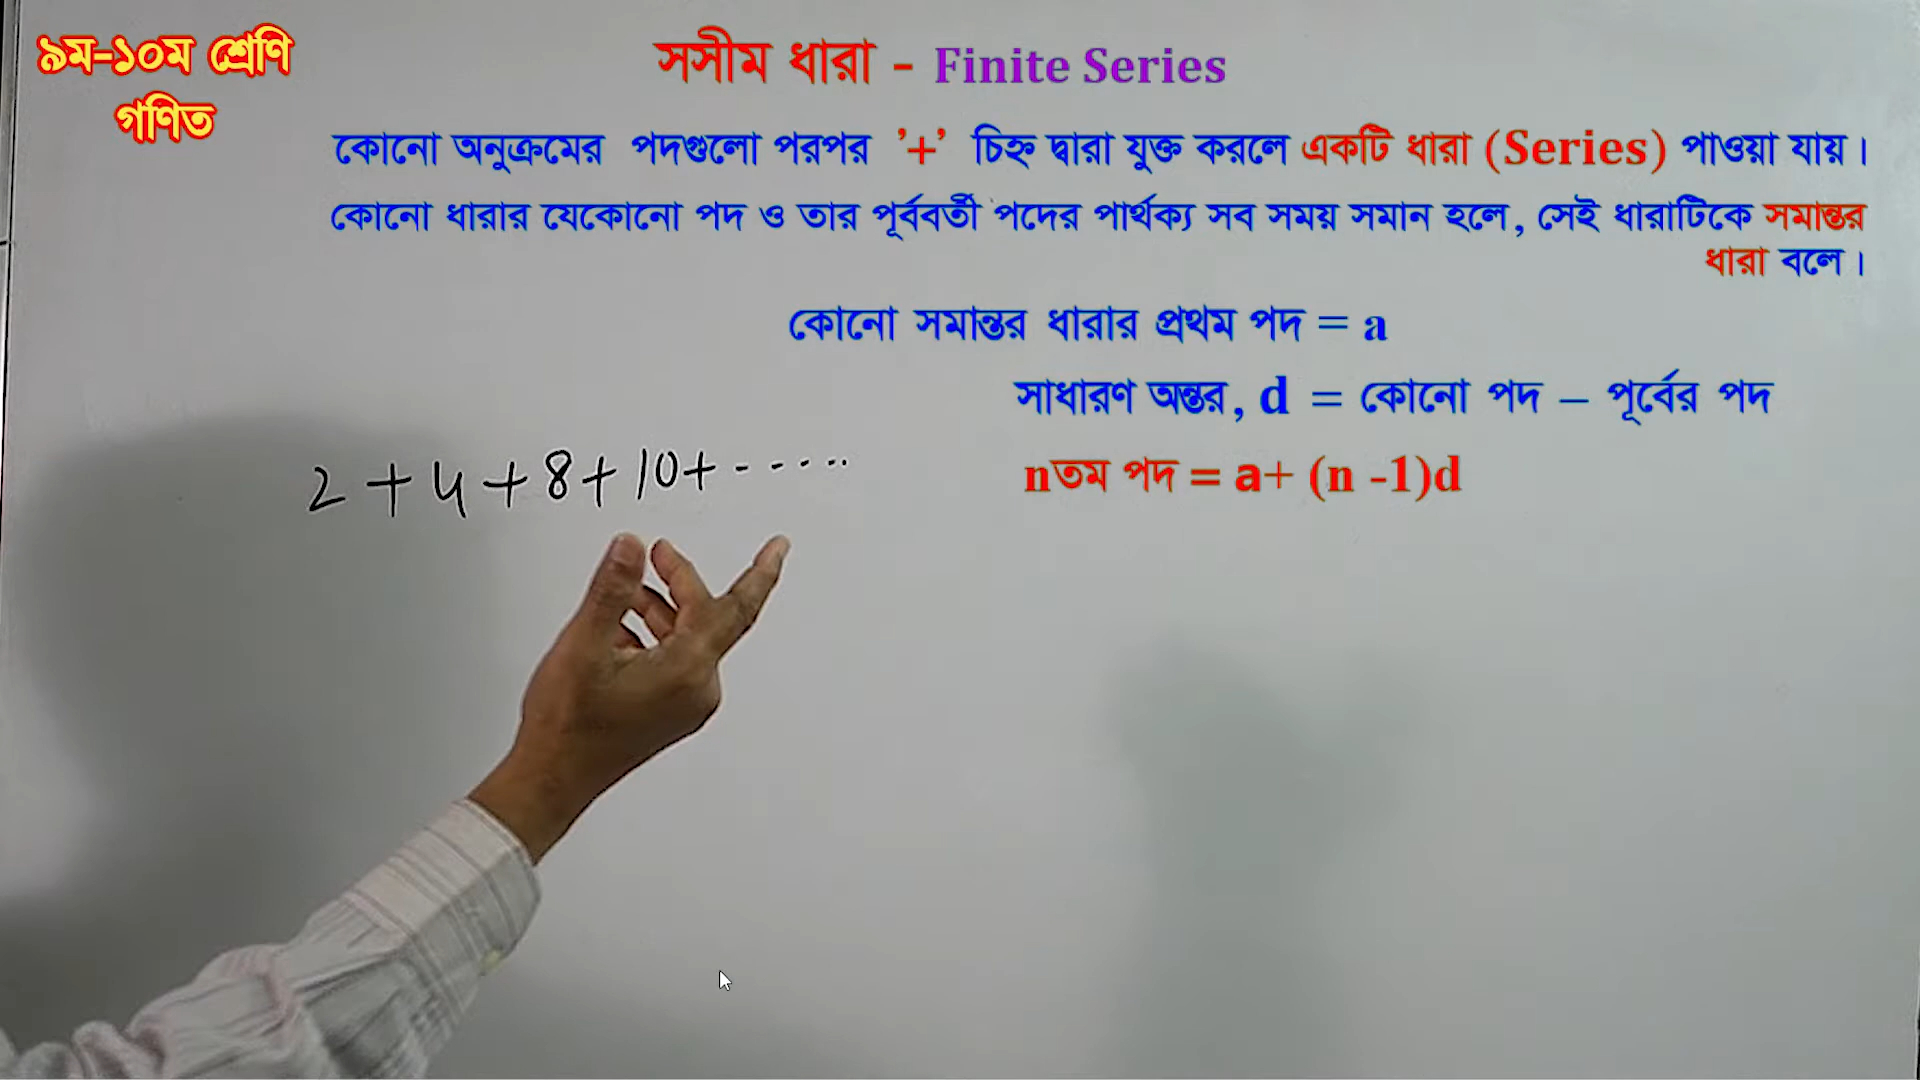 ৯ম-১০ম শ্রেণি
গণিত
সসীম ধারা - Finite Series
কোনো অনুক্রমের পদগুলো পরপর '+' চিহ্ন দ্বারা যুক্ত করলে একটি ধারা (Series) পাওয়া যায়।
কোনো ধারার যেকোনো পদ ও তার পূর্ববর্তী পদের পার্থক্য সব সময় সমান হলে, সেই ধারাটিকে সমান্তর
ধারা বলে।
কোনো সমান্তর ধারার প্রথম পদ = a
সাধারণ অন্তর, d = কোনো পদ – পূর্বের পদ
2 + 4 + 8 + 10 + - - - - ..
nতম পদ = a+ (n -1)d